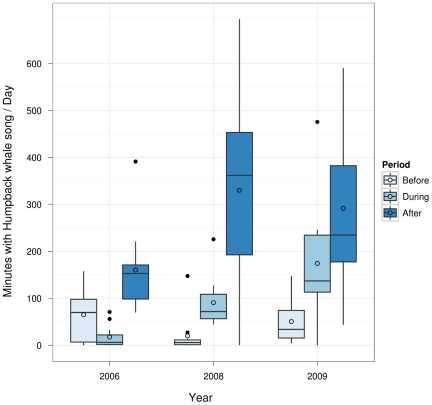 Minutes with Humpback whale song / Day
600
500
400
300
200
100
0
2006
2008
2009
Year
Period
Before
During
After